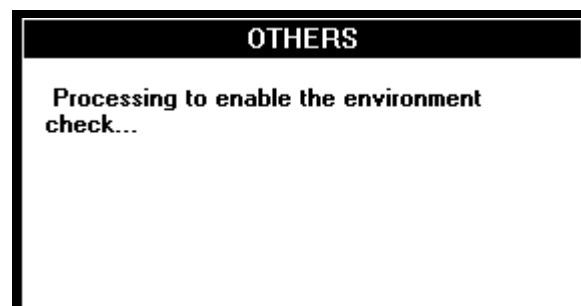 OTHERS
Processing to enable the environment
check...